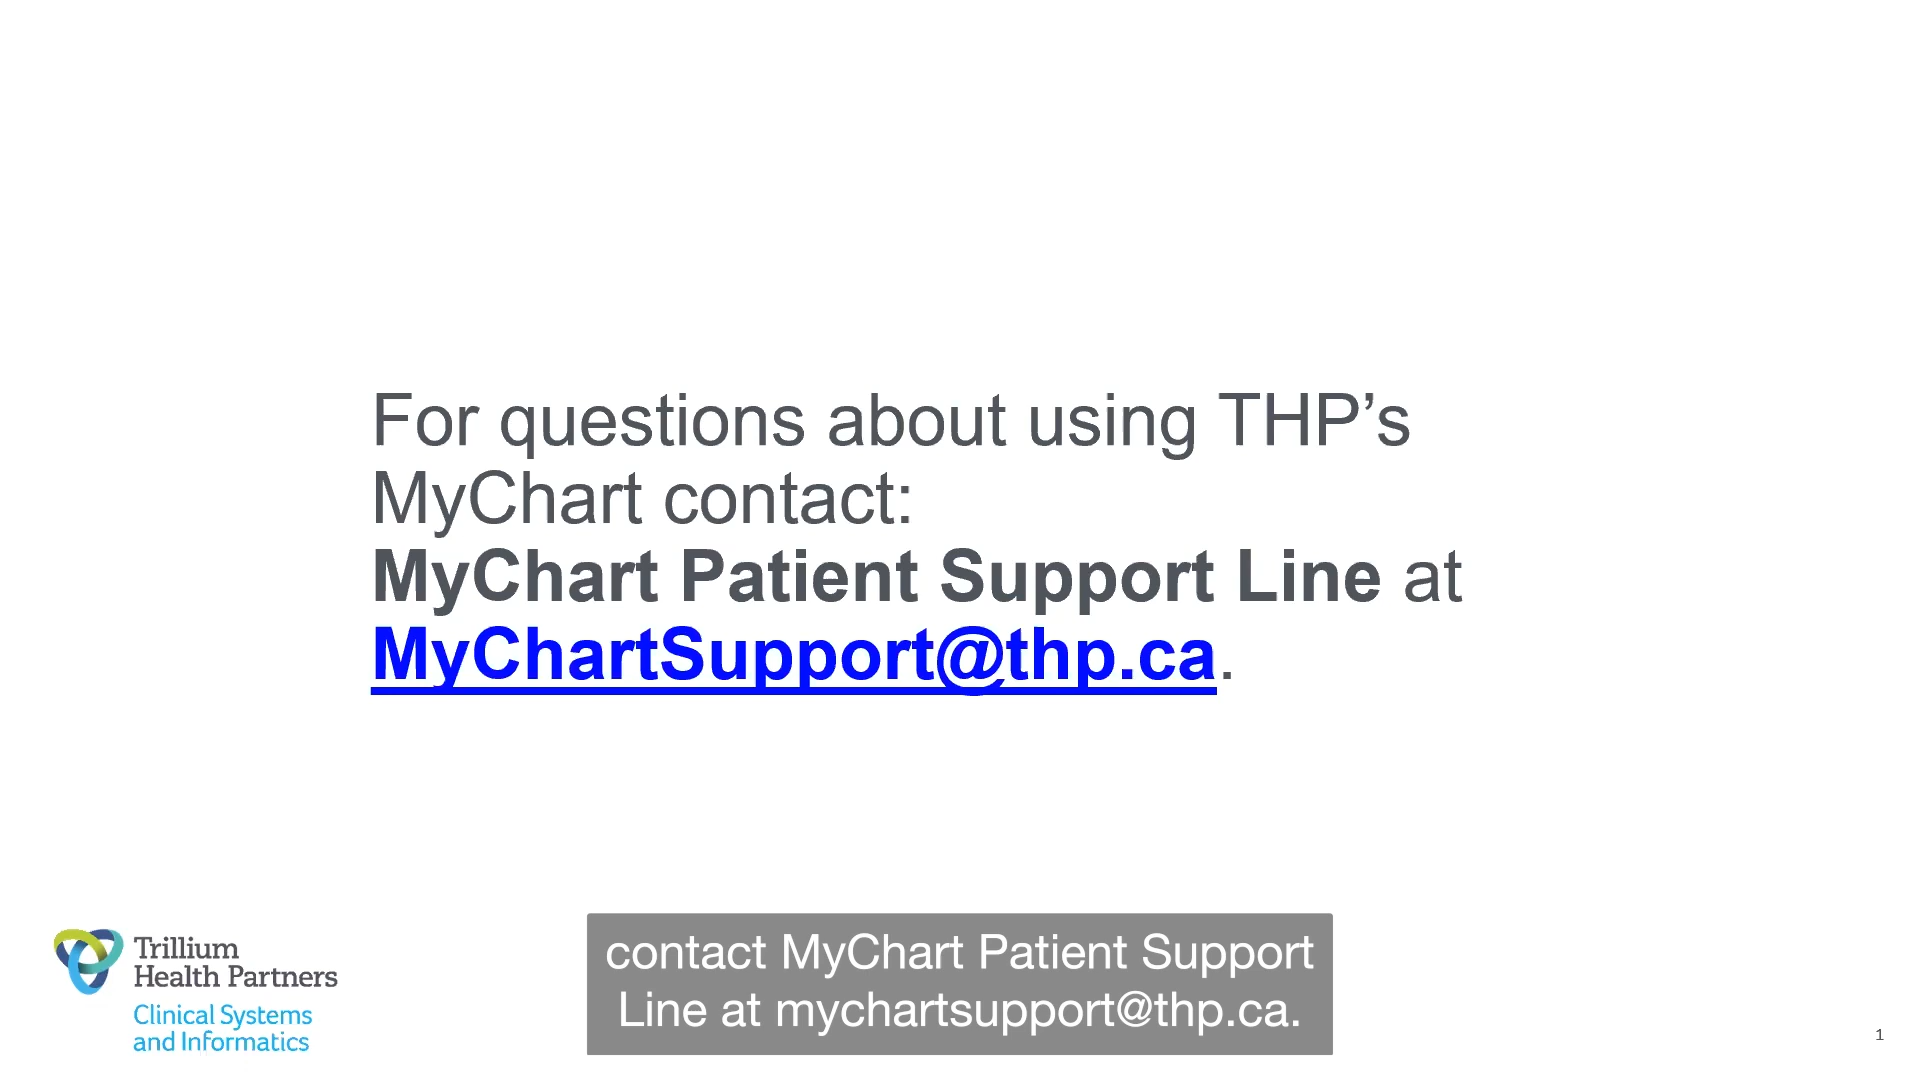 For questions about using THP’s
MyChart contact:
MyChart Patient Support Line at
MyChartSupport@thp.ca.
Trillium
Health Partners
Clinical Systems
and Informatics
contact MyChart Patient Support
Line at mychartsupport@thp.ca.
1